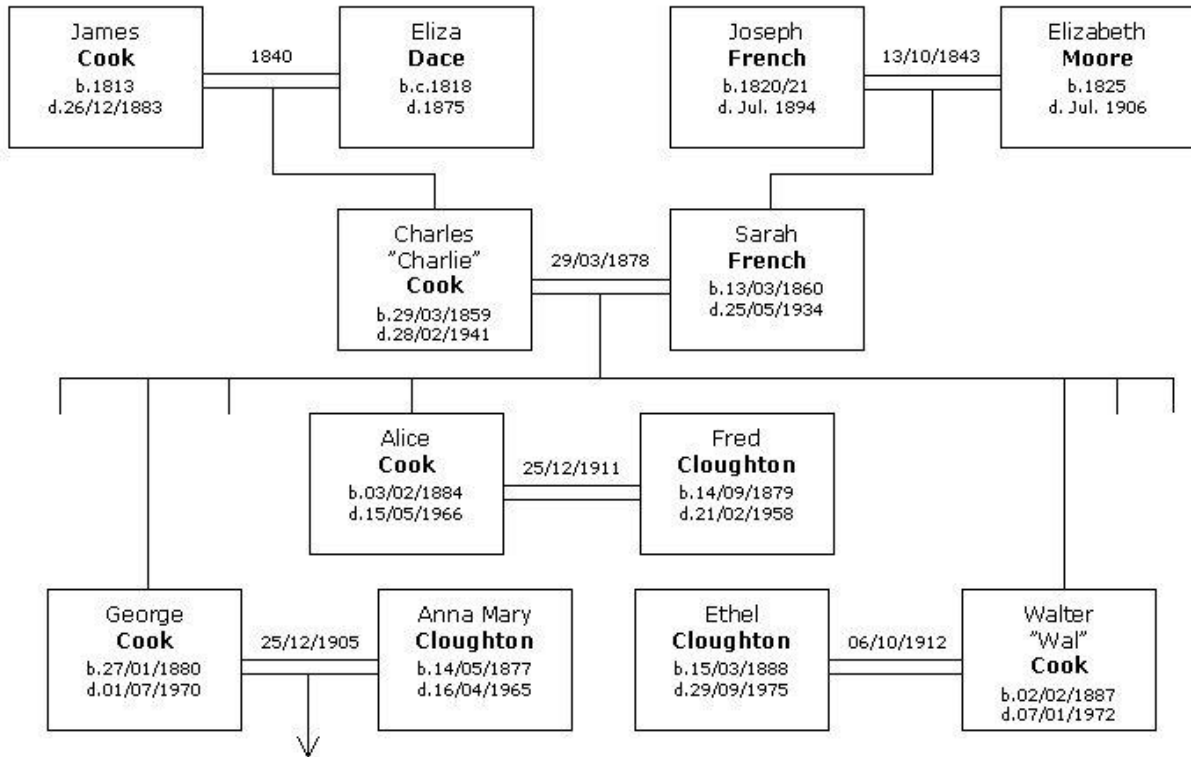 James
Cook
b.1813
d.26/12/1883
1840
Eliza
Dace
b.c.1818
d.1875
Joseph
French
b.1820/21
d. Jul. 1894
13/10/1843
Elizabeth
Moore
b.1825
d. Jul. 1906
Charles
"Charlie"
Cook
b.29/03/1859
d.28/02/1941
29/03/1878
Sarah
French
b.13/03/1860
d.25/05/1934
Alice
Cook
b.03/02/1884
d.15/05/1966
25/12/1911
Fred
Cloughton
b.14/09/1879
d.21/02/1958
George
Cook
b.27/01/1880
d.01/07/1970
25/12/1905
Anna Mary
Cloughton
b.14/05/1877
d.16/04/1965
Ethel
Cloughton
b.15/03/1888
d.29/09/1975
06/10/1912
Walter
"Wal"
Cook
b.02/02/1887
d.07/01/1972